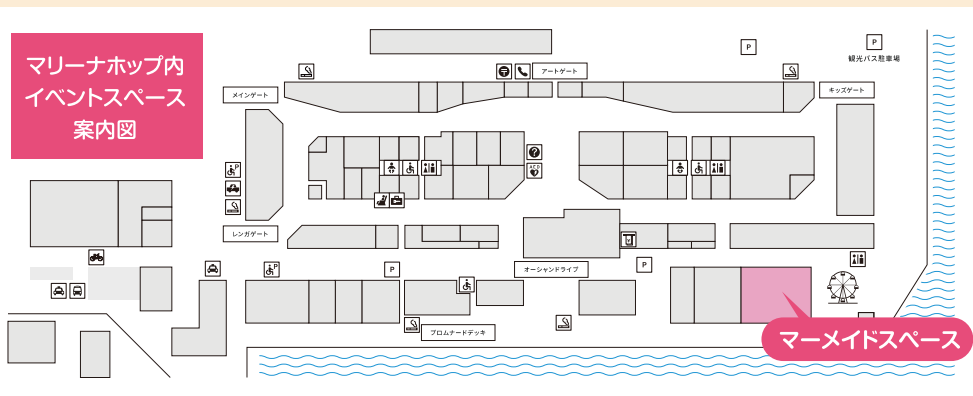 マリーナホップ内
イベントスペース
案内図
P
P
観光バス駐車場
アートゲート
メインゲート
キッズゲート
P
AED
レンガゲート
オーシャンドライブ
P
P
P
プロムナードデッキ
マーメイドスペース